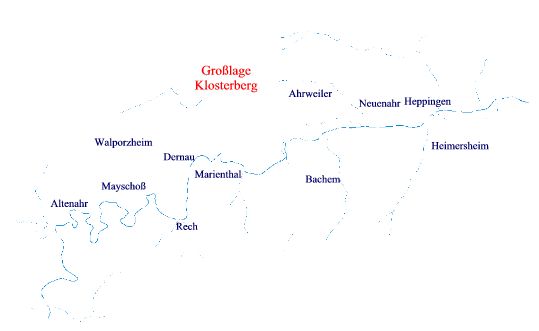 Großlage
Klosterberg
Ahrweiler
Neuenahr
Heppingen
Walporzheim
Heimersheim
Dernau
Marienthal
Bachem
Mayschoß
Altenahr
Rech